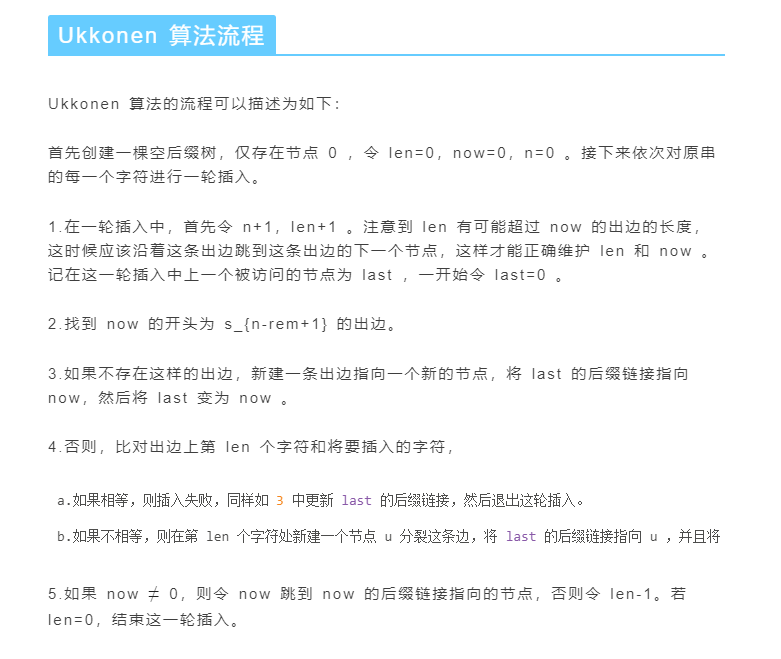 Ukkonen 算法流程
Ukkonen 算法的流程可以描述为如下：
首先创建一棵空后缀树，仅存在节点 0 ，令 len=0，now=0，n=0 。接下来依次对原串
的每一个字符进行一轮插入。
1.在一轮插入中，首先令 n+1，len+1 。注意到 len 有可能超过 now 的出边的长度，
这时候应该沿着这条出边跳到这条出边的下一个节点，这样才能正确维护 len 和 now 。
记在这一轮插入中上一个被访问的节点为 last ，一开始令 last=0 。
2.找到 now 的开头为 s_{n-rem+1} 的出边。
3.如果不存在这样的出边，新建一条出边指向一个新的节点，将 last 的后缀链接指向
now，然后将 last 变为 now 。
4.否则，比对出边上第 len 个字符和将要插入的字符，
a.如果相等，则插入失败，同样如 3 中更新 last 的后缀链接，然后退出这轮插入。
b.如果不相等，则在第 len 个字符处新建一个节点 u 分裂这条边，将 last 的后缀链接指向 u ，并且将
5.如果 now ≠ 0，则令 now 跳到 now 的后缀链接指向的节点，否则令 len-1。若
len=0，结束这一轮插入。